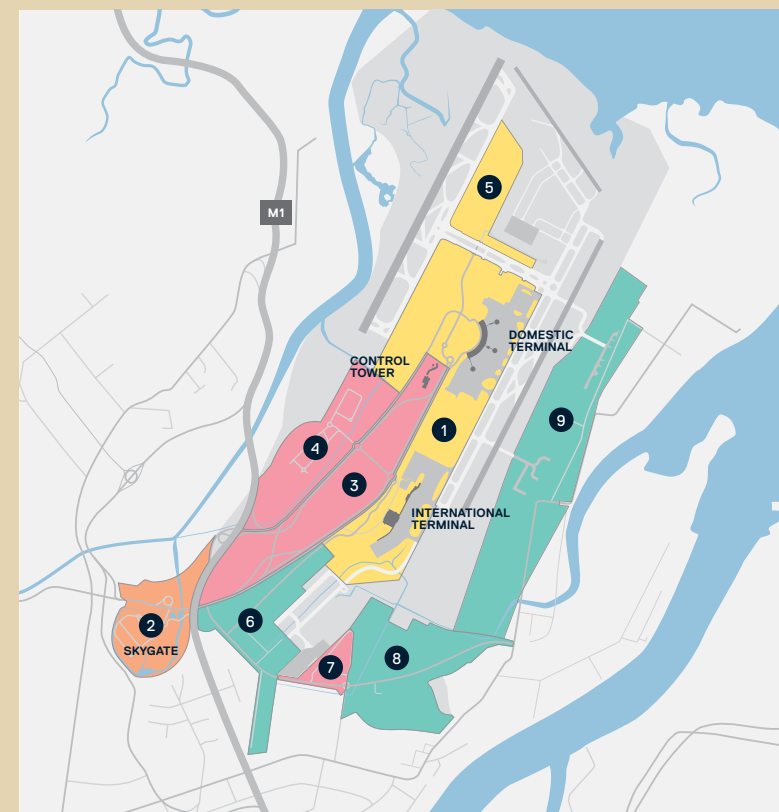 5
M1
DOMESTIC
TERMINAL
CONTROL
TOWER
9
1
4
3
INTERNATIONAL
TERMINAL
6
2
SKYGATE
8
7